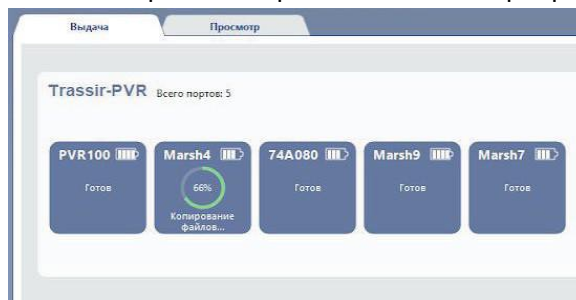 Выдача
Просмотр
Trassir-PVR Всего портов: 5
PVR100 Marsh4 74A080 Marsh9 Marsh7
Готов 66% Готов Готов Готов
Копирование
файлов...